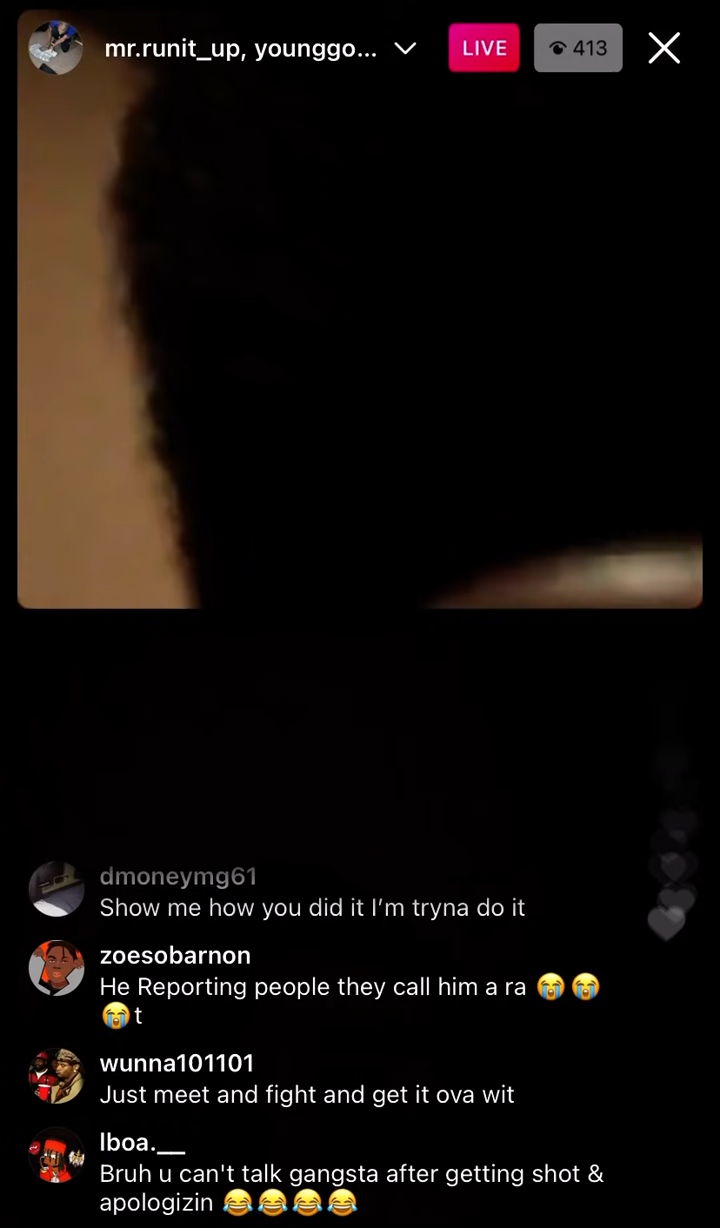 mr.runit_up, younggo... LIVE 413
dmoneymg61
Show me how you did it I’m tryna do it
zoesobarnon
He Reporting people they call him a ra 😭😭
😭t
wunna101101
Just meet and fight and get it ova wit
lboa.__
Bruh u can't talk gangsta after getting shot &
apologizin 😂😂😂😂